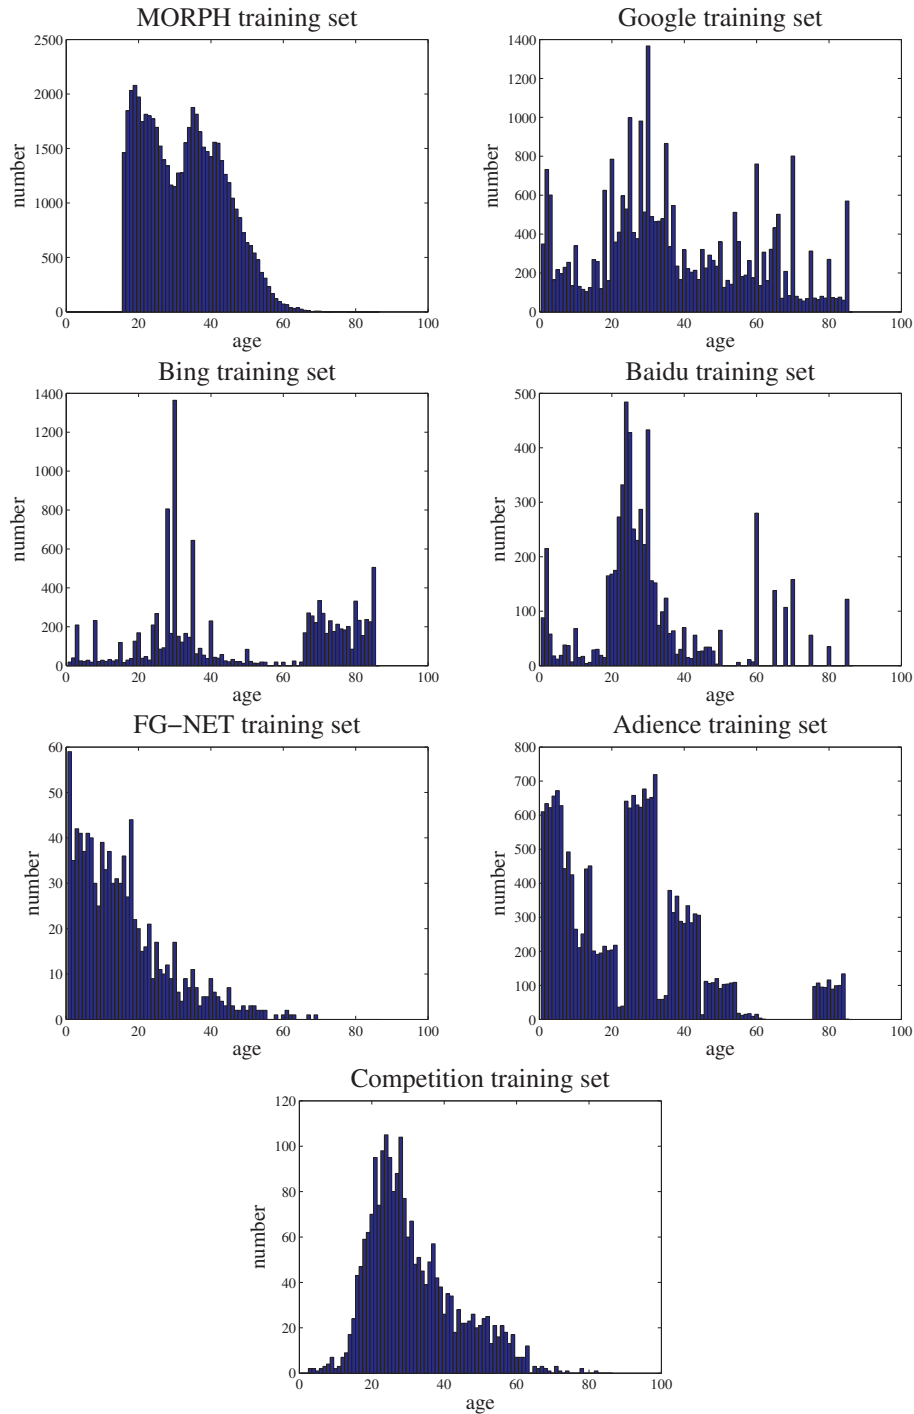 MORPH training set
2500
2000
1500
1000
500
0
number
0 20 40 60 80 100
age
Google training set
1400
1200
1000
800
600
400
200
0
number
0 20 40 60 80 100
age
Bing training set
1400
1200
1000
800
600
400
200
0
number
0 20 40 60 80 100
age
Baidu training set
500
400
300
200
100
0
number
0 20 40 60 80 100
age
FG−NET training set
60
50
40
30
20
10
0
number
0 20 40 60 80 100
age
Adience training set
800
700
600
500
400
300
200
100
0
number
0 20 40 60 80 100
age
Competition training set
120
100
80
60
40
20
0
number
0 20 40 60 80 100
age